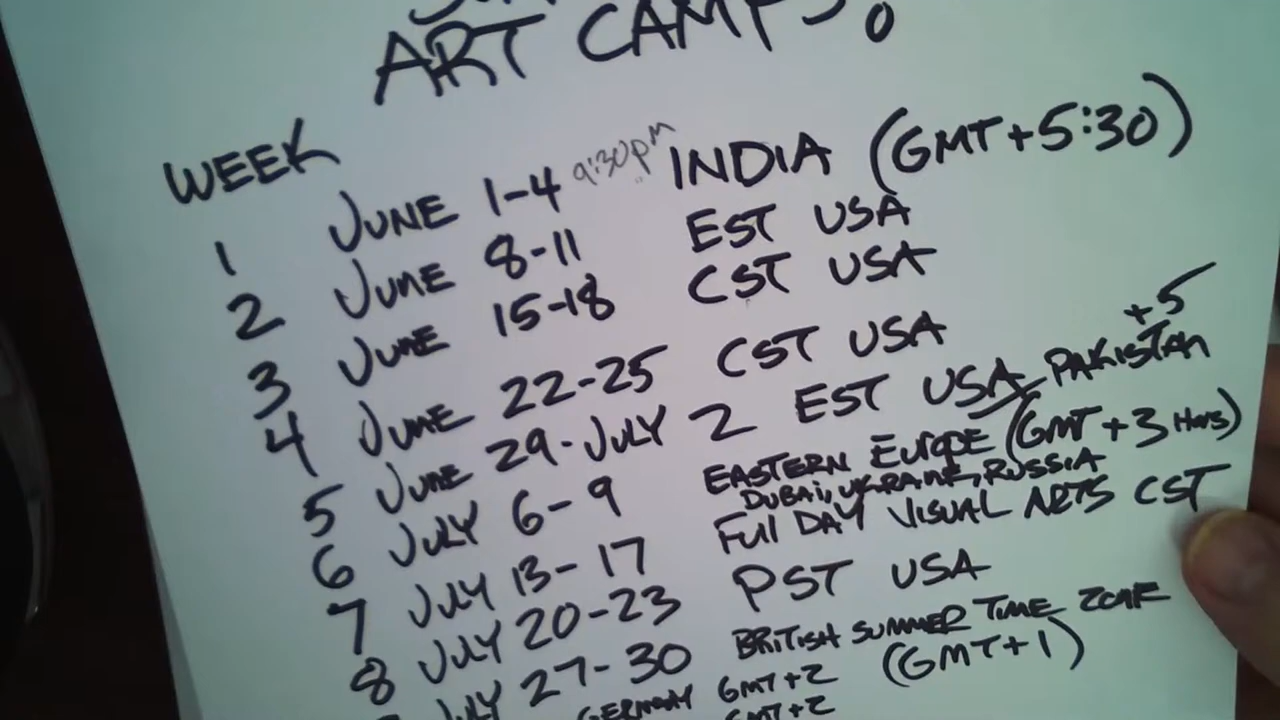 ART CAMPS
WEEK
1 JUNE 1-4 9:30pm INDIA (GMT+5:30)
2 JUNE 8-11 EST USA
3 JUNE 15-18 CST USA
4 JUNE 22-25 CST USA
+5
5 JUNE 29-JULY 2 EST USA PAKISTAN
6 JULY 6-9 EASTERN EUROPE (GMT+3 HOURS)
DUBAI, UKRAINE, RUSSIA
7 JULY 13-17 FULL DAY VISUAL ARTS CST
8 JULY 20-23 PST USA
JULY 27-30 BRITISH SUMMER TIME ZONE
(GMT+1)
GERMANY GMT+2
GMT+2